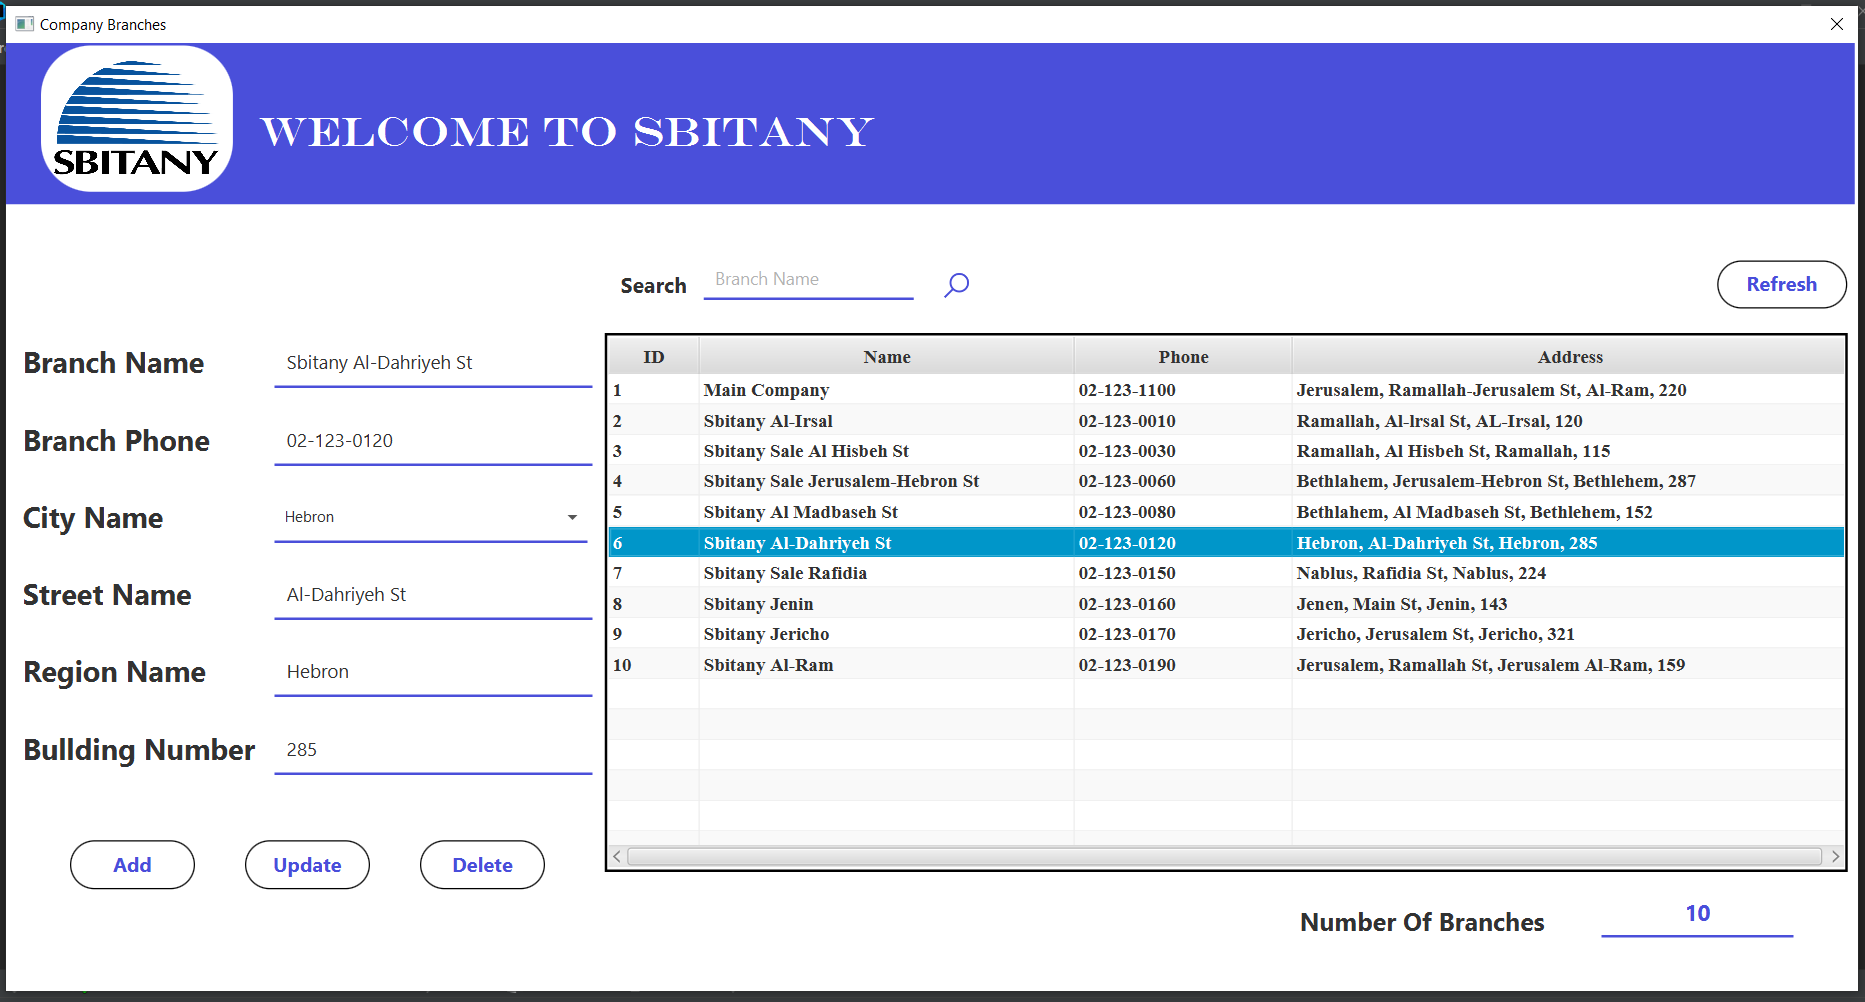 Company Branches
SBITANY
WELCOME TO SBITANY
Search Branch Name
Refresh
Branch Name Sbitany Al-Dahriyeh St
Branch Phone 02-123-0120
City Name Hebron
Street Name Al-Dahriyeh St
Region Name Hebron
Bullding Number 285
Add Update Delete
ID Name Phone Address
1 Main Company 02-123-1100 Jerusalem, Ramallah-Jerusalem St, Al-Ram, 220
2 Sbitany Al-Irsal 02-123-0010 Ramallah, Al-lrsal St, AL-Irsal, 120
3 Sbitany Sale Al Hisbeh St 02-123-0030 Ramallah, Al Hisbeh St, Ramallah, 115
4 Sbitany Sale Jerusalem-Hebron St 02-123-0060 Bethlahem, Jerusalem-Hebron St, Bethlehem, 287
5 Sbitany Al Madbaseh St 02-123-0080 Bethlahem, Al Madbaseh St, Bethlehem, 152
6 Sbitany Al-Dahriyeh St 02-123-0120 Hebron, Al-Dahriyeh St, Hebron, 285
7 Sbitany Sale Rafidia 02-123-0150 Nablus, Rafidia St, Nablus, 224
8 Sbitany Jenin 02-123-0160 Jenen, Main St, Jenin, 143
9 Sbitany Jericho 02-123-0170 Jericho, Jerusalem St, Jericho, 321
10 Sbitany Al-Ram 02-123-0190 Jerusalem, Ramallah St, Jerusalem Al-Ram, 159
Number Of Branches 10